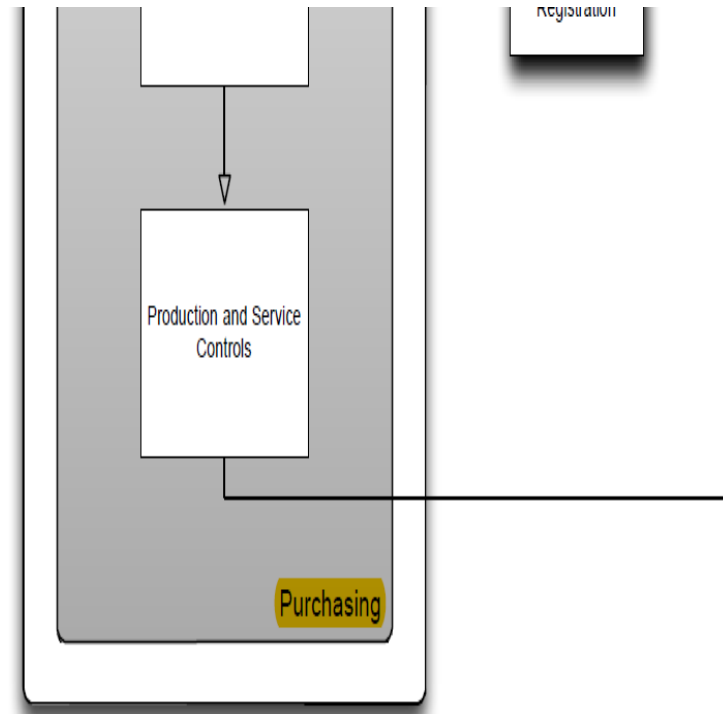 Registration
Production and Service
Controls
Purchasing